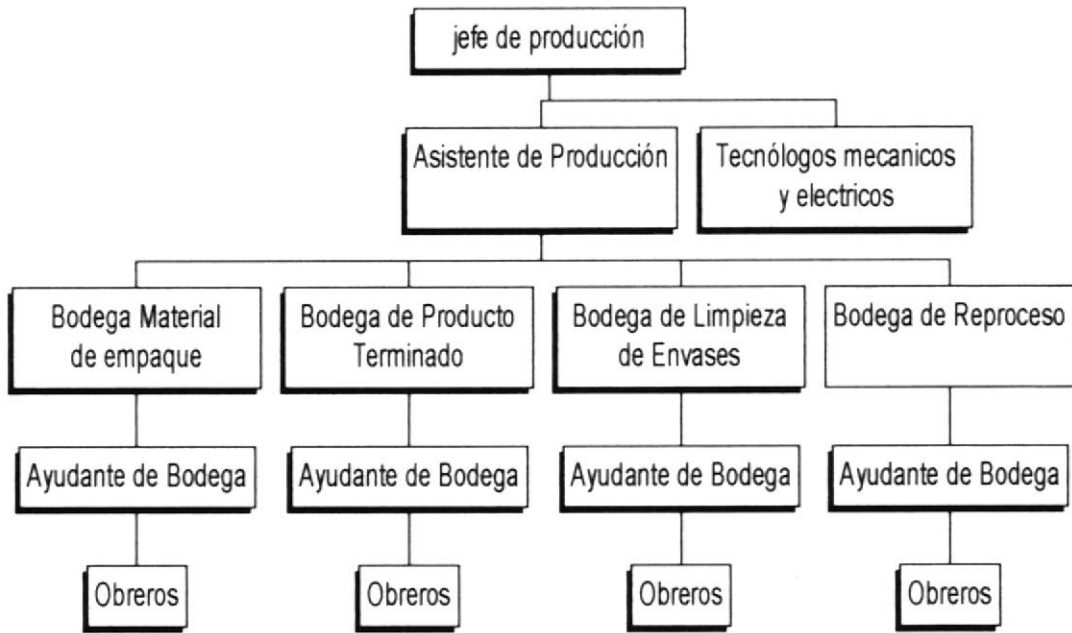 jefe de producción
Asistente de Producción
Tecnólogos mecanicos
y electricos
Bodega Material
de empaque
Bodega de Producto
Terminado
Bodega de Limpieza
de Envases
Bodega de Reproceso
Ayudante de Bodega
Ayudante de Bodega
Ayudante de Bodega
Ayudante de Bodega
Obreros
Obreros
Obreros
Obreros